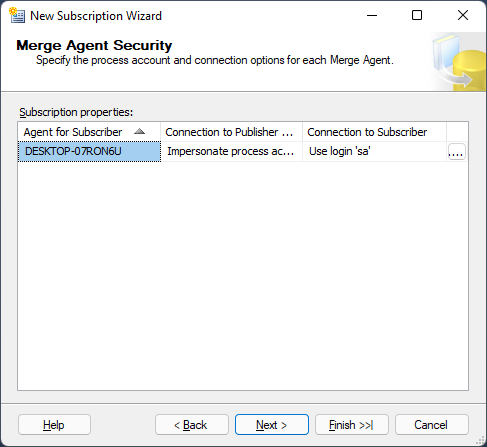 New Subscription Wizard
Merge Agent Security
Specify the process account and connection options for each Merge Agent.
Subscription properties:
Agent for Subscriber Connection to Publisher ... Connection to Subscriber
DESKTOP-07RON6U Impersonate process ac... Use login 'sa' ....
Help < Back Next > Finish >>| Cancel